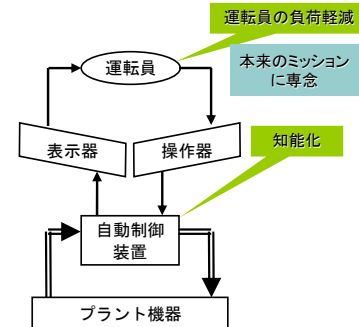 運転員の負荷軽減
運転員
本来のミッション
に専念
表示器
操作器
知能化
自動制御
装置
プラント機器